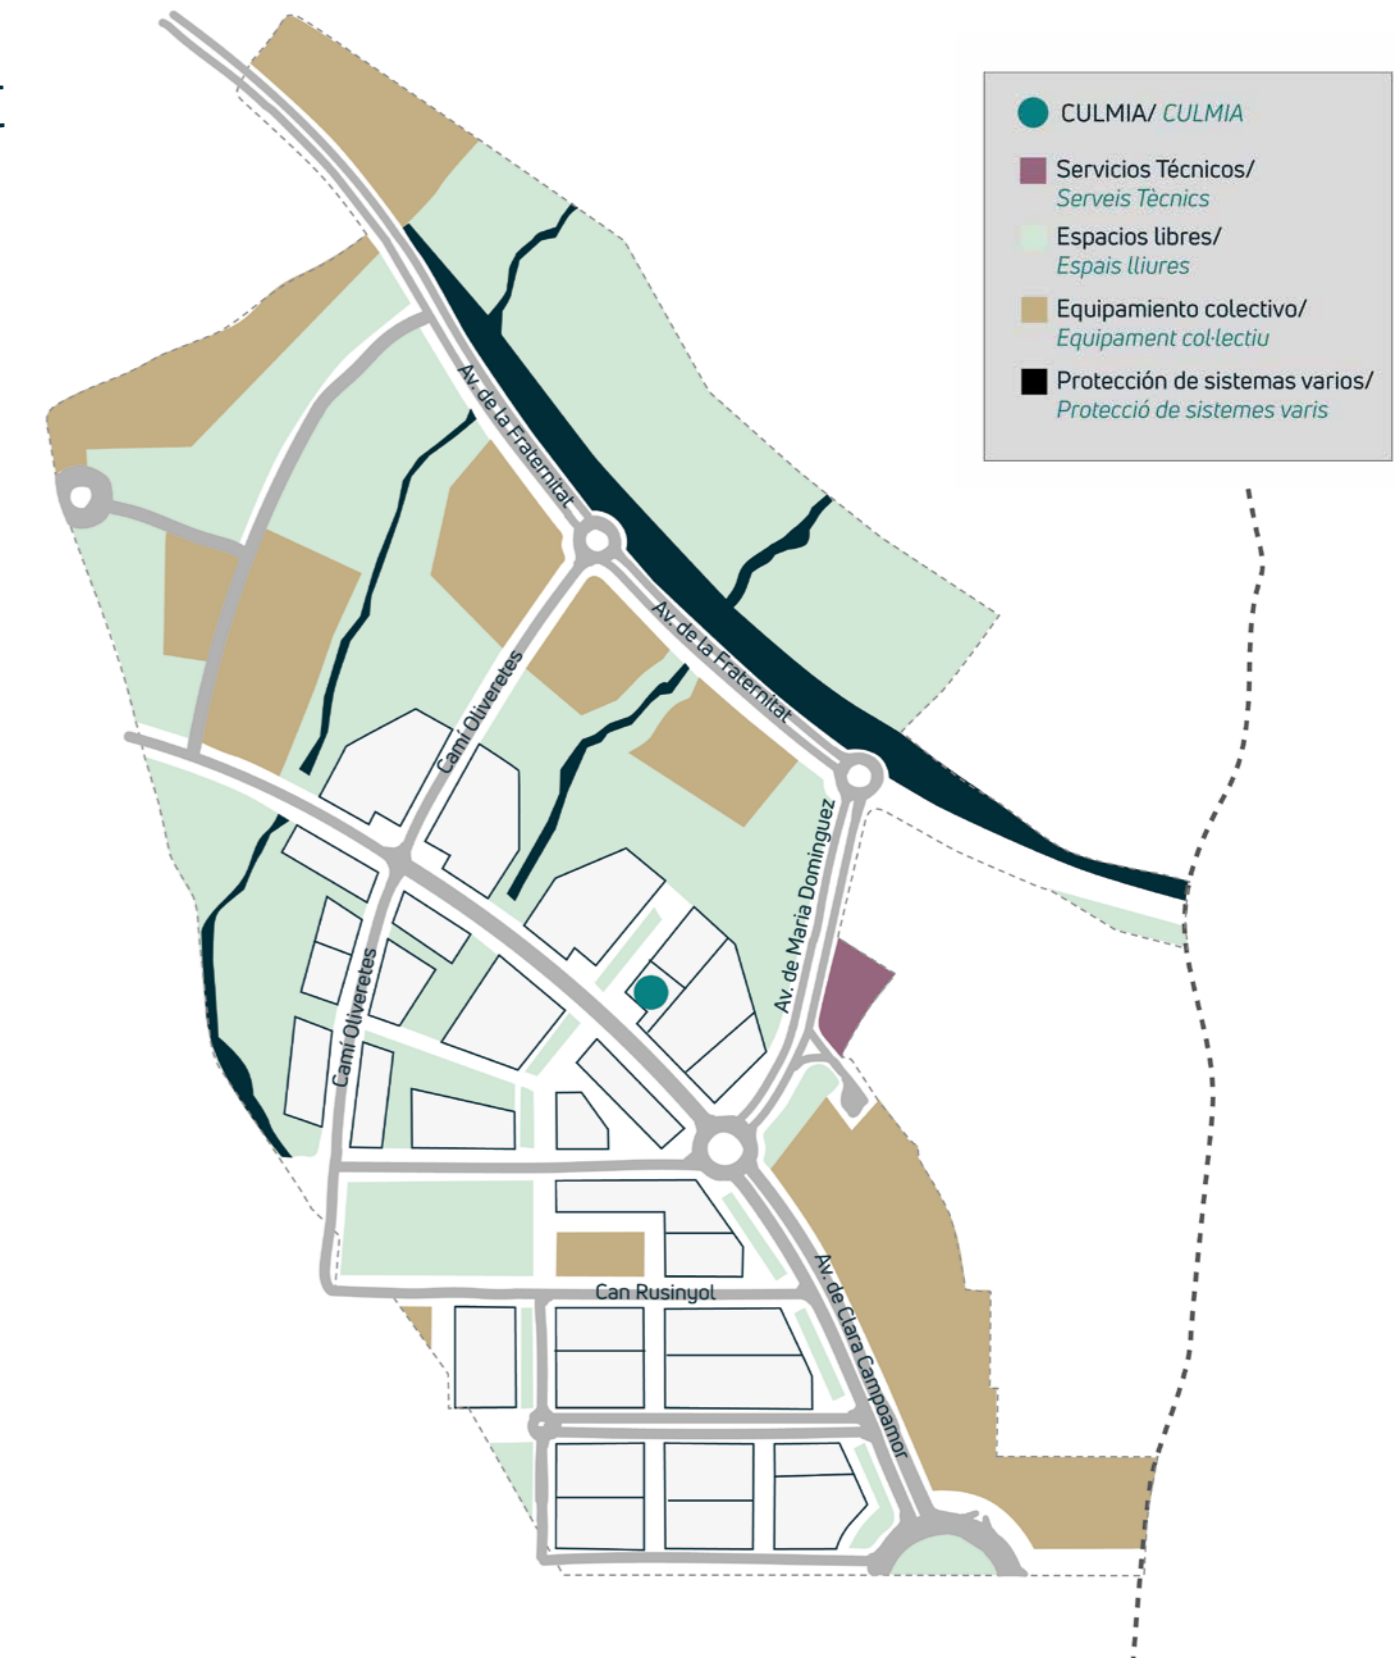 CULMIA/ CULMIA
Servicios Técnicos/
Serveis Tècnics
Espacios libres/
Espais lliures
Equipamiento colectivo/
Equipament col·lectiu
Protección de sistemas varios/
Protecció de sistemes varis
Av. de la Fraternitat
Av. de la Fraternitat
Camí Oliveretes
Av. de Maria Dominguez
Camí Oliveretes
Can Rusinyol
Av. de Clara Campoamor